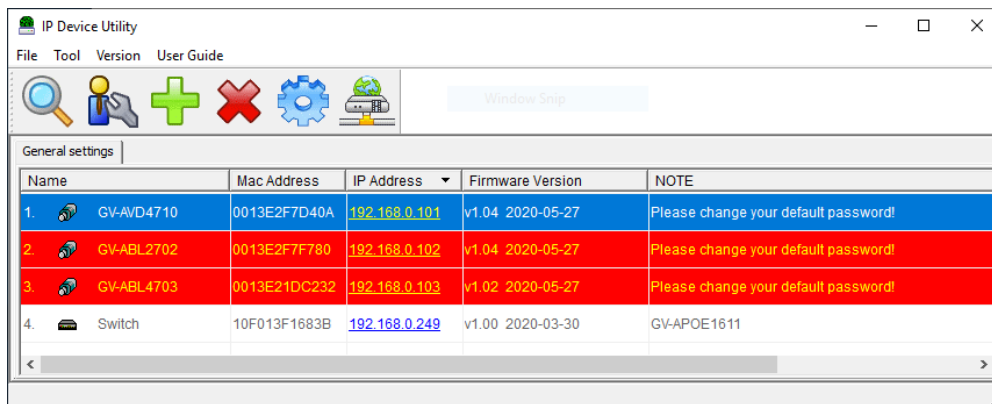 IP Device Utility
File Tool Version User Guide
Window Snip
General settings
Name Mac Address IP Address Firmware Version NOTE
1. GV-AVD4710 0013E2F7D40A 192.168.0.101 v1.04 2020-05-27 Please change your default password!
2. GV-ABL2702 0013E2F7F780 192.168.0.102 v1.04 2020-05-27 Please change your default password!
3. GV-ABL4703 0013E21DC232 192.168.0.103 v1.02 2020-05-27 Please change your default password!
4. Switch 10F013F1683B 192.168.0.249 v1.00 2020-03-30 GV-APOE1611